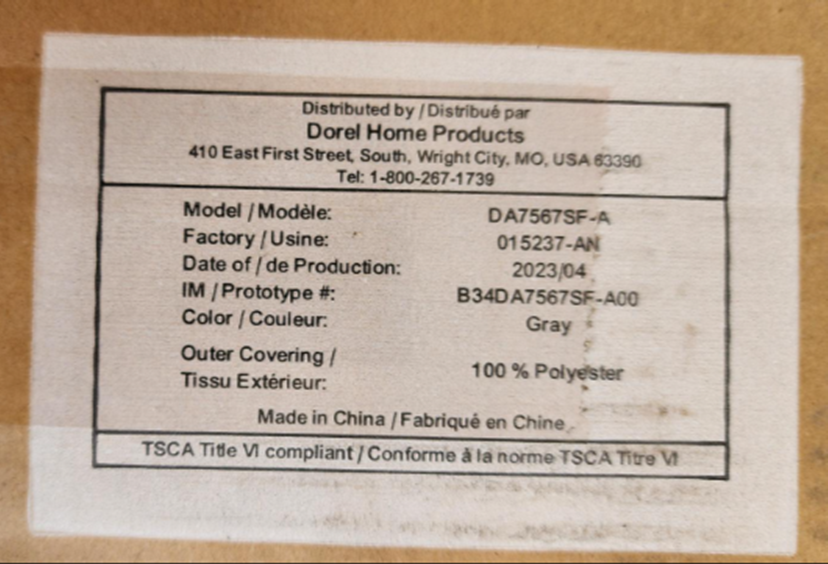 Distributed by / Distribué par
Dorel Home Products
410 East First Street, South, Wright City, MO, USA 63390
Tel: 1-800-267-1739
Model / Modèle: DA7567SF-A
Factory / Usine: 015237-AN
Date of / de Production: 2023/04
IM / Prototype #: B34DA7567SF-A00
Color / Couleur: Gray
Outer Covering /
Tissu Extérieur: 100 % Polyester
Made in China / Fabriqué en Chine
TSCA Title VI compliant / Conforme à la norme TSCA Titre VI